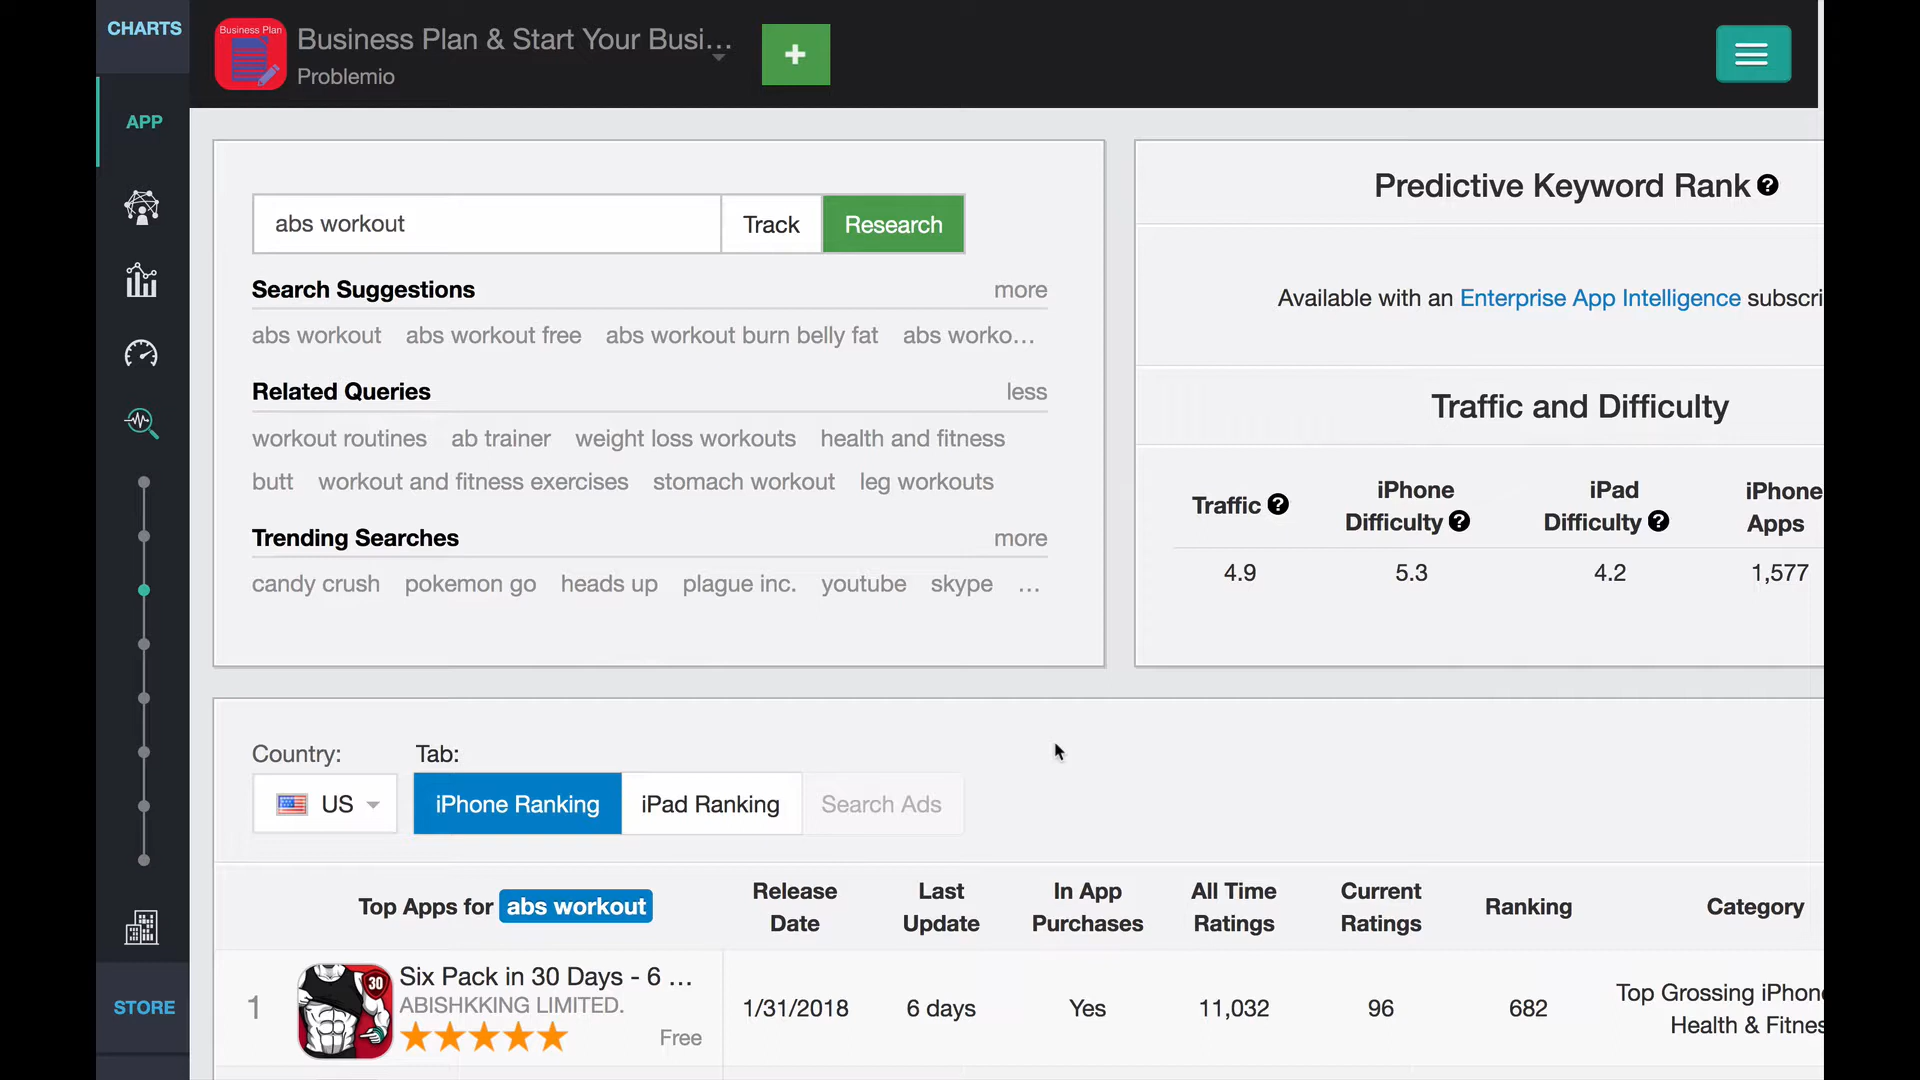 CHARTS
Business Plan
Business Plan & Start Your Busi...
Problemio
+
APP
abs workout
Track
Research
Search Suggestions
more
abs workout abs workout free abs workout burn belly fat abs worko...
Related Queries
less
workout routines ab trainer weight loss workouts health and fitness
butt workout and fitness exercises stomach workout leg workouts
Trending Searches
more
candy crush pokemon go heads up plague inc. youtube skype ...
Predictive Keyword Rank ?
Available with an Enterprise App Intelligence subscri
Traffic and Difficulty
Traffic ?
iPhone
Difficulty ?
iPad
Difficulty ?
iPhone
Apps
4.9 5.3 4.2 1,577
Country:
Tab:
US
iPhone Ranking
iPad Ranking
Search Ads
Top Apps for abs workout
Release
Date
Last
Update
In App
Purchases
All Time
Ratings
Current
Ratings
Ranking
Category
1
30
Six Pack in 30 Days - 6 ...
ABISHKKING LIMITED.
Free
1/31/2018
6 days
Yes
11,032
96
682
Top Grossing iPhon
Health & Fitnes
STORE